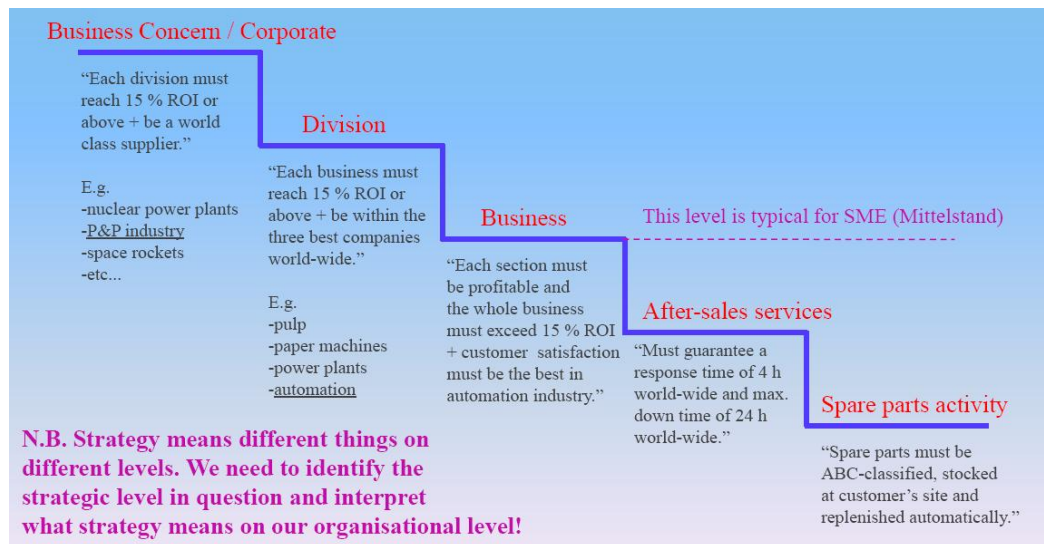 Business Concern / Corporate
“Each division must
reach 15 % ROI or
above + be a world
class supplier.”
E.g.
-nuclear power plants
-P&P industry
-space rockets
-etc...
Division
“Each business must
reach 15 % ROI or
above + be within the
three best companies
world-wide.”
E.g.
-pulp
-paper machines
-power plants
-automation
Business
This level is typical for SME (Mittelstand)
“Each section must
be profitable and
the whole business
must exceed 15 % ROI
+ customer satisfaction
must be the best in
automation industry.”
After-sales services
“Must guarantee a
response time of 4 h
world-wide and max.
down time of 24 h
world-wide.”
Spare parts activity
“Spare parts must be
ABC-classified, stocked
at customer’s site and
replenished automatically.”
N.B. Strategy means different things on
different levels. We need to identify the
strategic level in question and interpret
what strategy means on our organisational level!